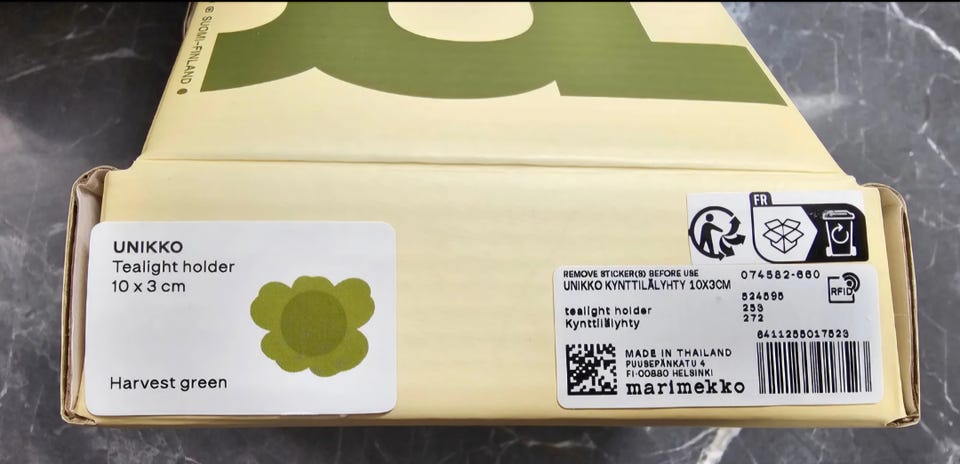 SUOMI-FINLAND
UNIKKO
Tealight holder
10 x 3 cm
Harvest green
FR
REMOVE STICKER(S) BEFORE USE
UNIKKO KYNTTILÄLYHTY 10X3CM
074582-660
524595
253
272
RFID
tealight holder
Kynttilälyhty
6411255017523
MADE IN THAILAND
PUUSEPÄNKATU 4
FI-00880 HELSINKI
marimekko